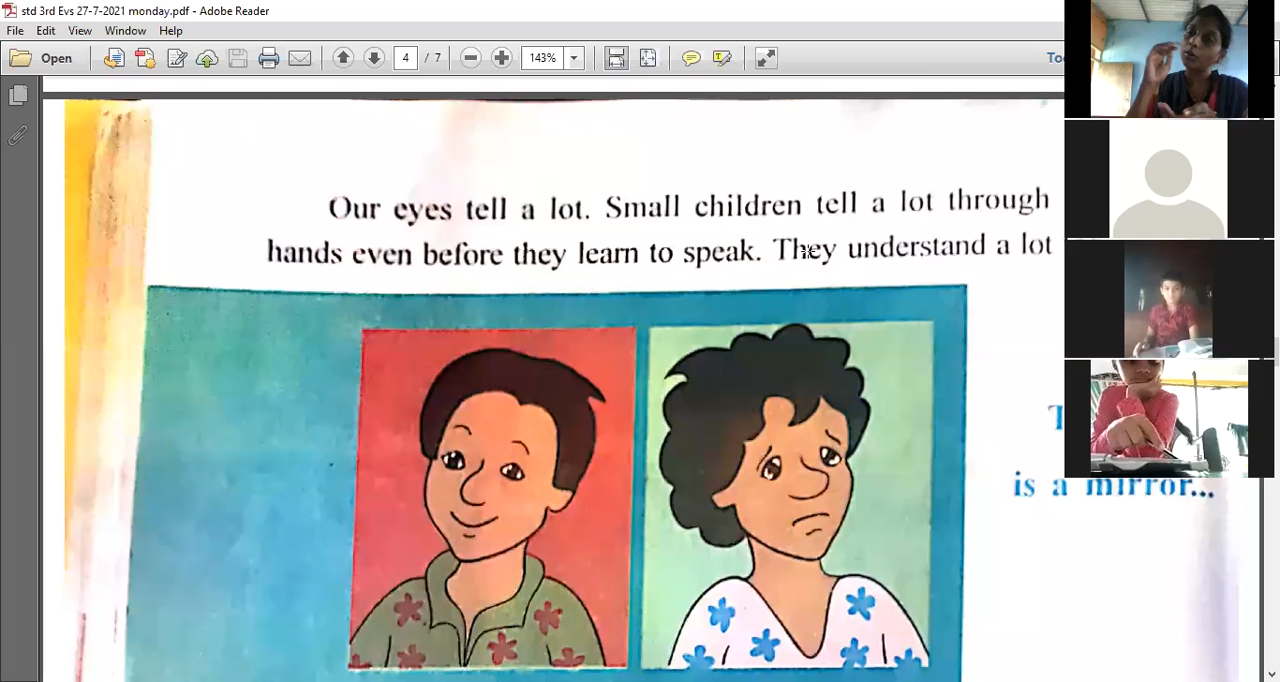 std 3rd Evs 27-7-2021 monday.pdf - Adobe Reader
File Edit View Window Help
Open 4 / 7 143%
Our eyes tell a lot. Small children tell a lot through
hands even before they learn to speak. They understand a lot
is a mirror...